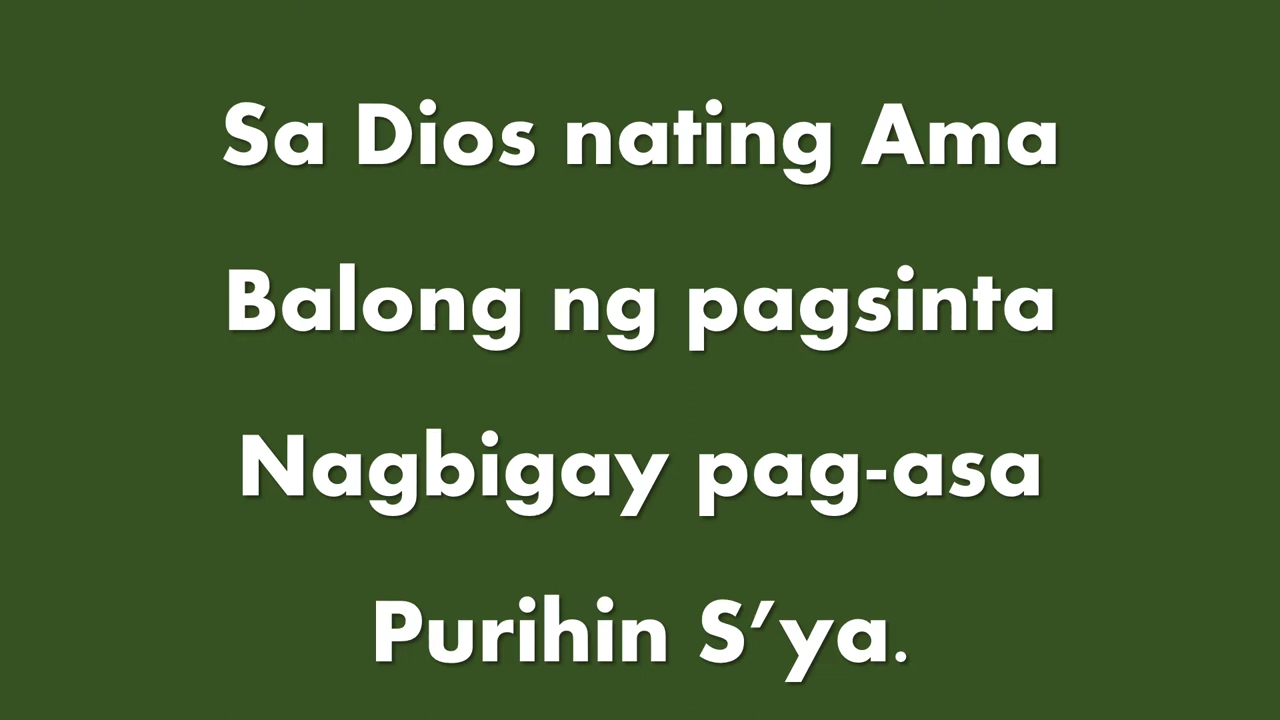 Sa Dios nating Ama
Balong ng pagsinta
Nagbigay pag-asa
Purihin S’ya.